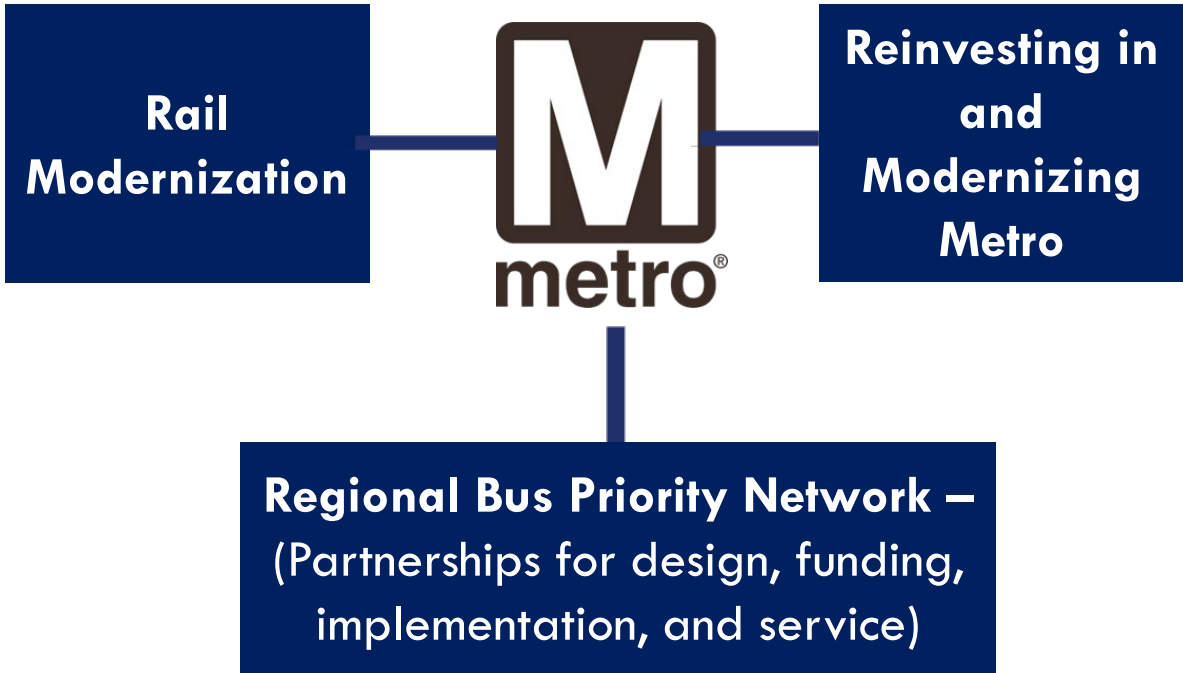 Rail
Modernization
M
metro®
Reinvesting in
and
Modernizing
Metro
Regional Bus Priority Network –
(Partnerships for design, funding,
implementation, and service)